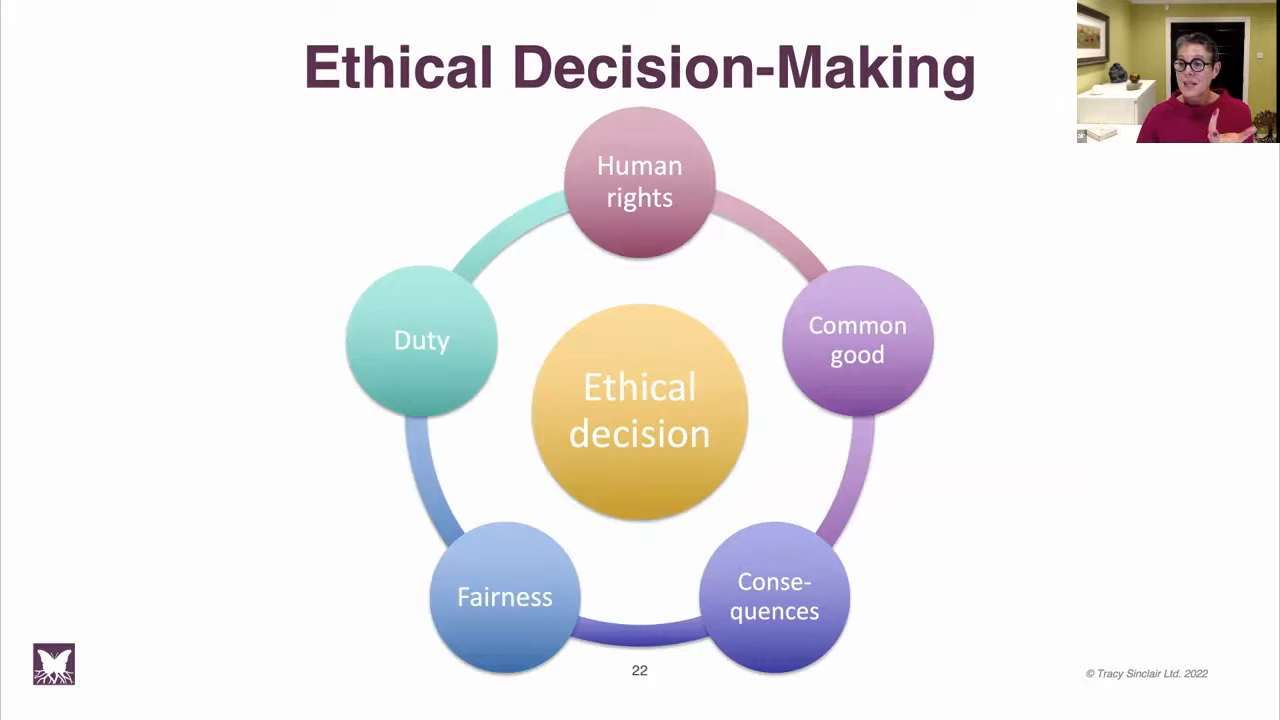 Ethical Decision-Making
Human
rights
Common
good
Duty
Ethical
decision
Fairness
Conse-
quences
22
© Tracy Sinclair Ltd. 2022